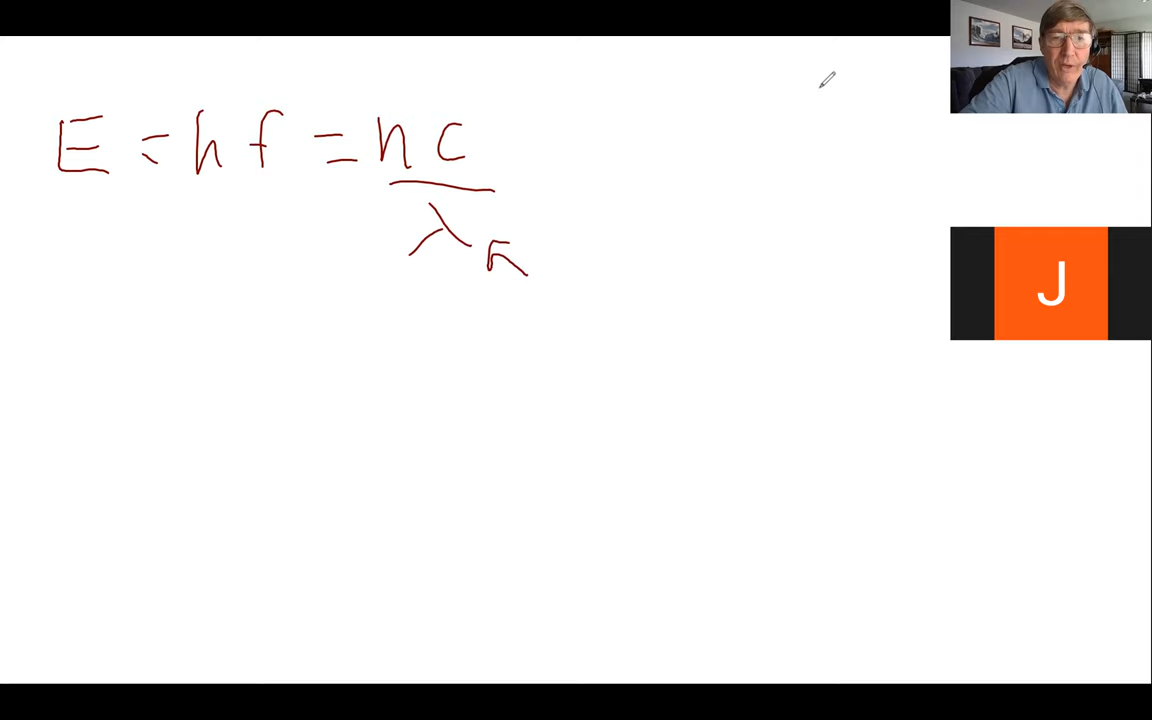 E = hf = hc
λ
J